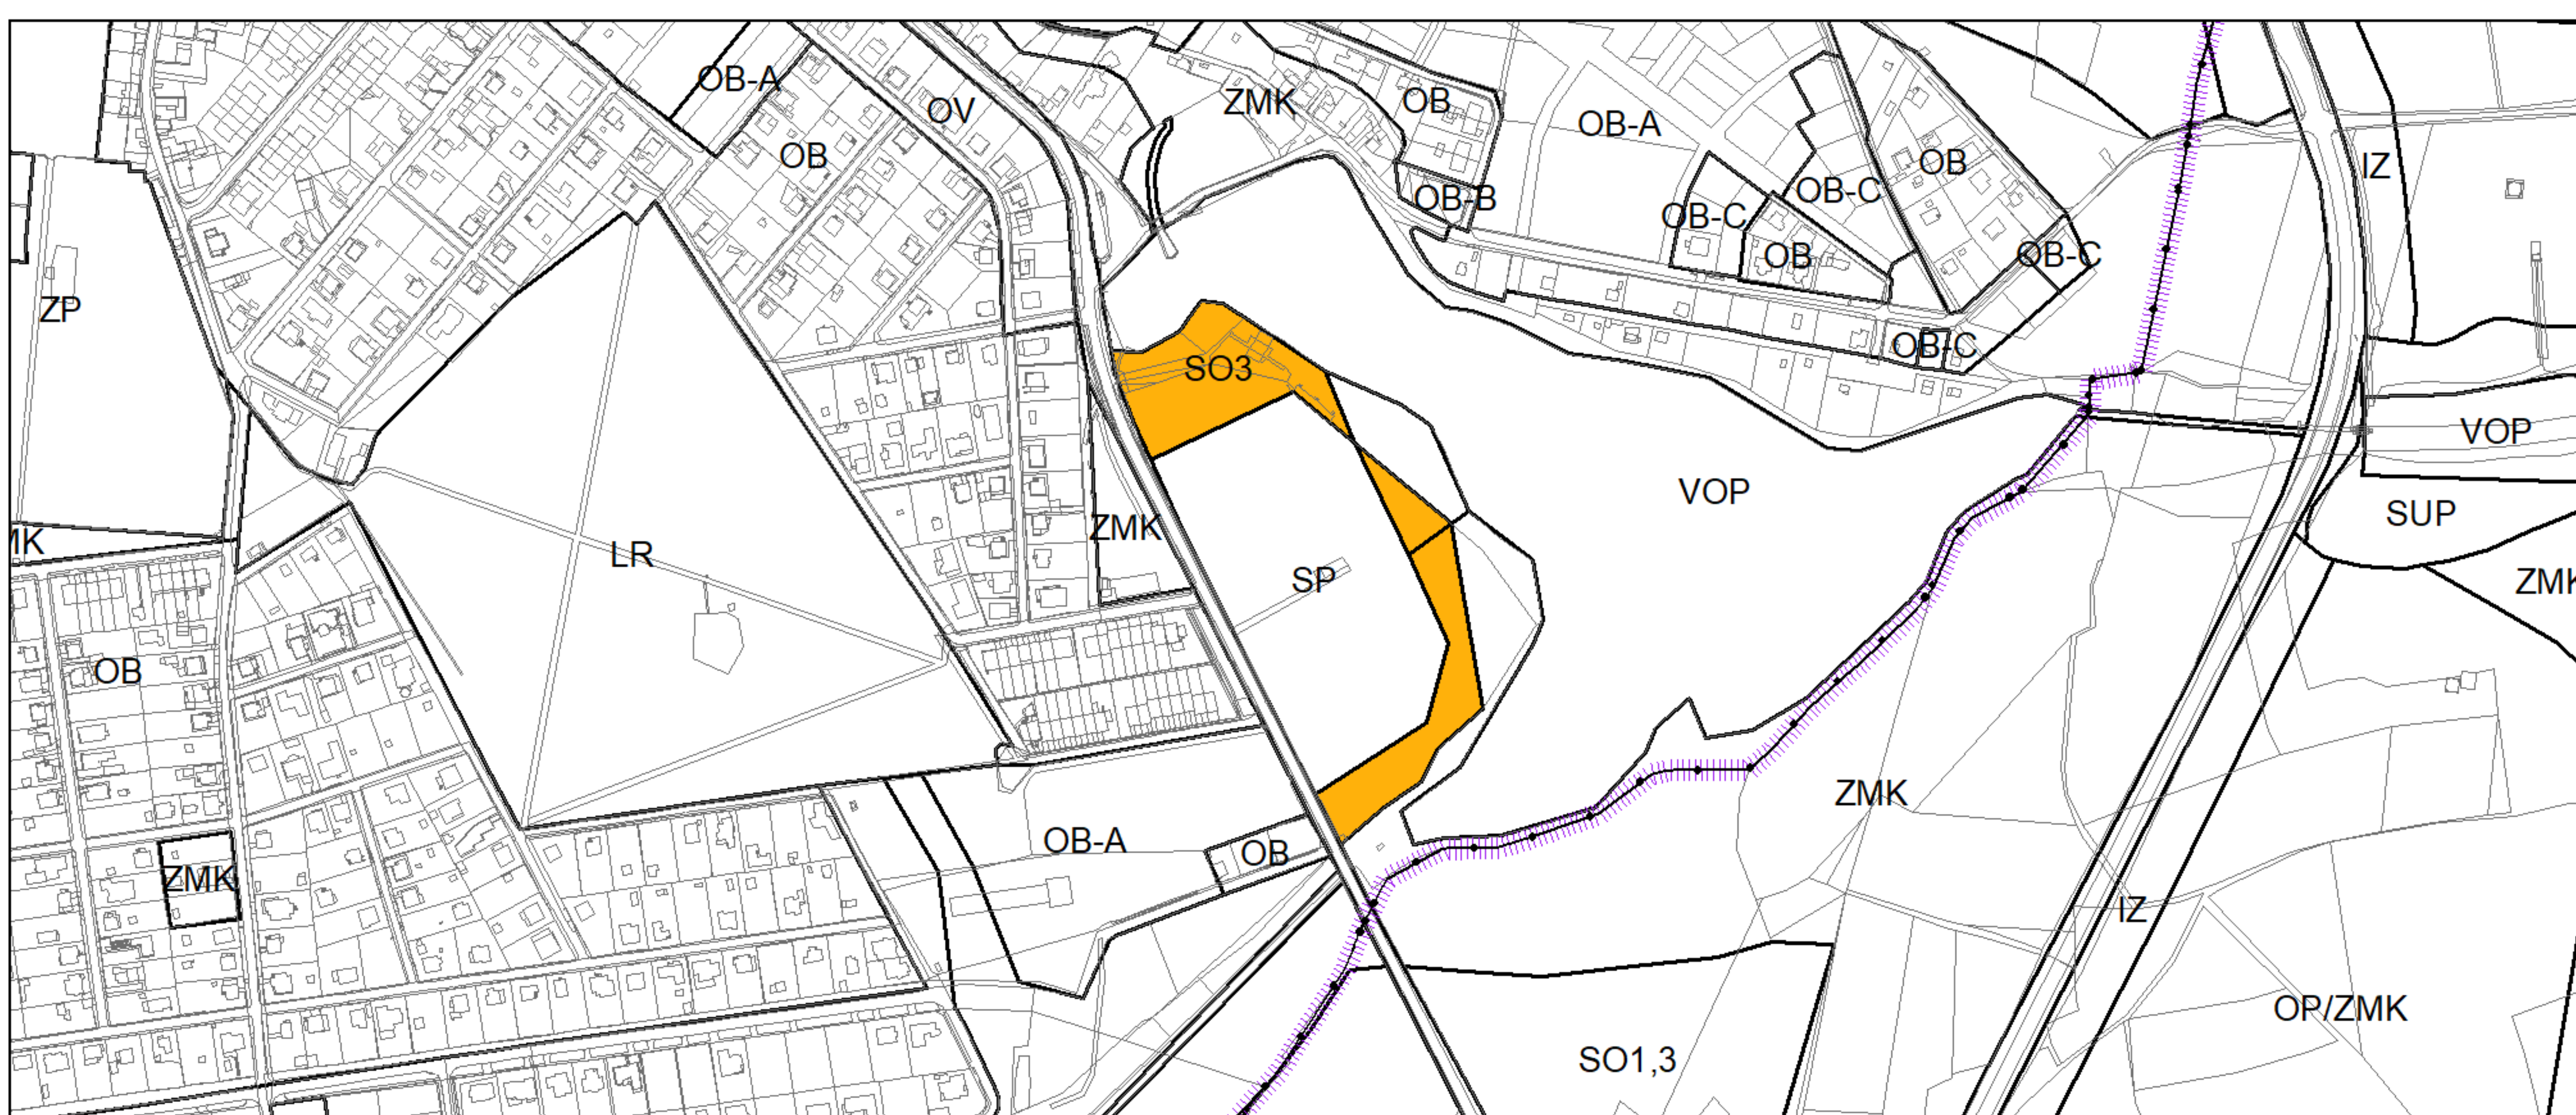 OB-A
OV
ZMK
OB
OB-A
OB
OB
IZ
OB-B
OB-C
OB-C
OB
OB-C
ZP
OB-C
SO3
VOP
VOP
SUP
ZMK
MK
LR
SP
ZMK
OB
ZMK
OB-A
OB
ZMK
IZ
OP/ZMK
SO1,3